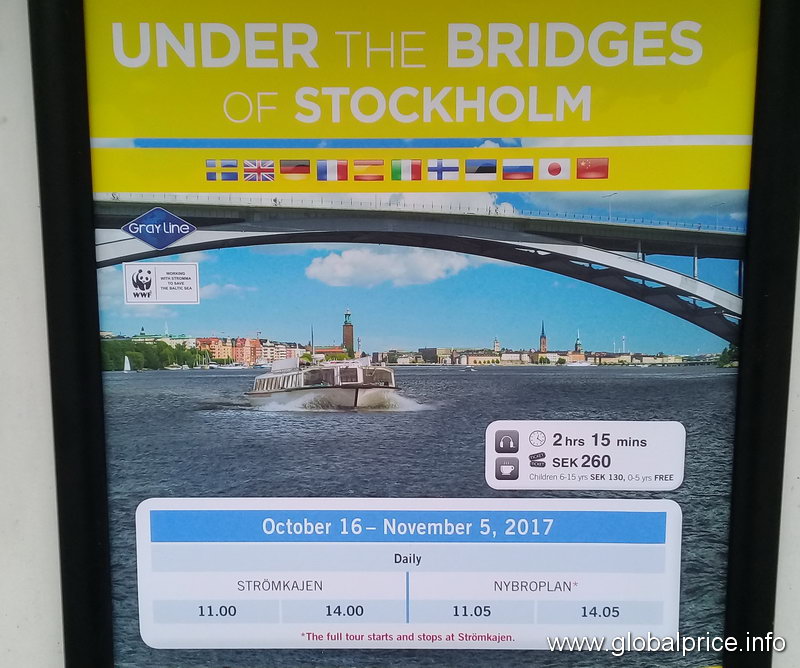 UNDER THE BRIDGES
OF STOCKHOLM
GRAY LINE
WWF
WORKING
WITH STROMMA
TO SAVE
THE BALTIC SEA
2 hrs 15 mins
TICKET
TICKET
SEK 260
Children 6-15 yrs SEK 130, 0-5 yrs FREE
October 16 – November 5, 2017
Daily
STRÖMKAJEN NYBROPLAN*
11.00 14.00 11.05 14.05
*The full tour starts and stops at Strömkajen.
www.globalprice.info